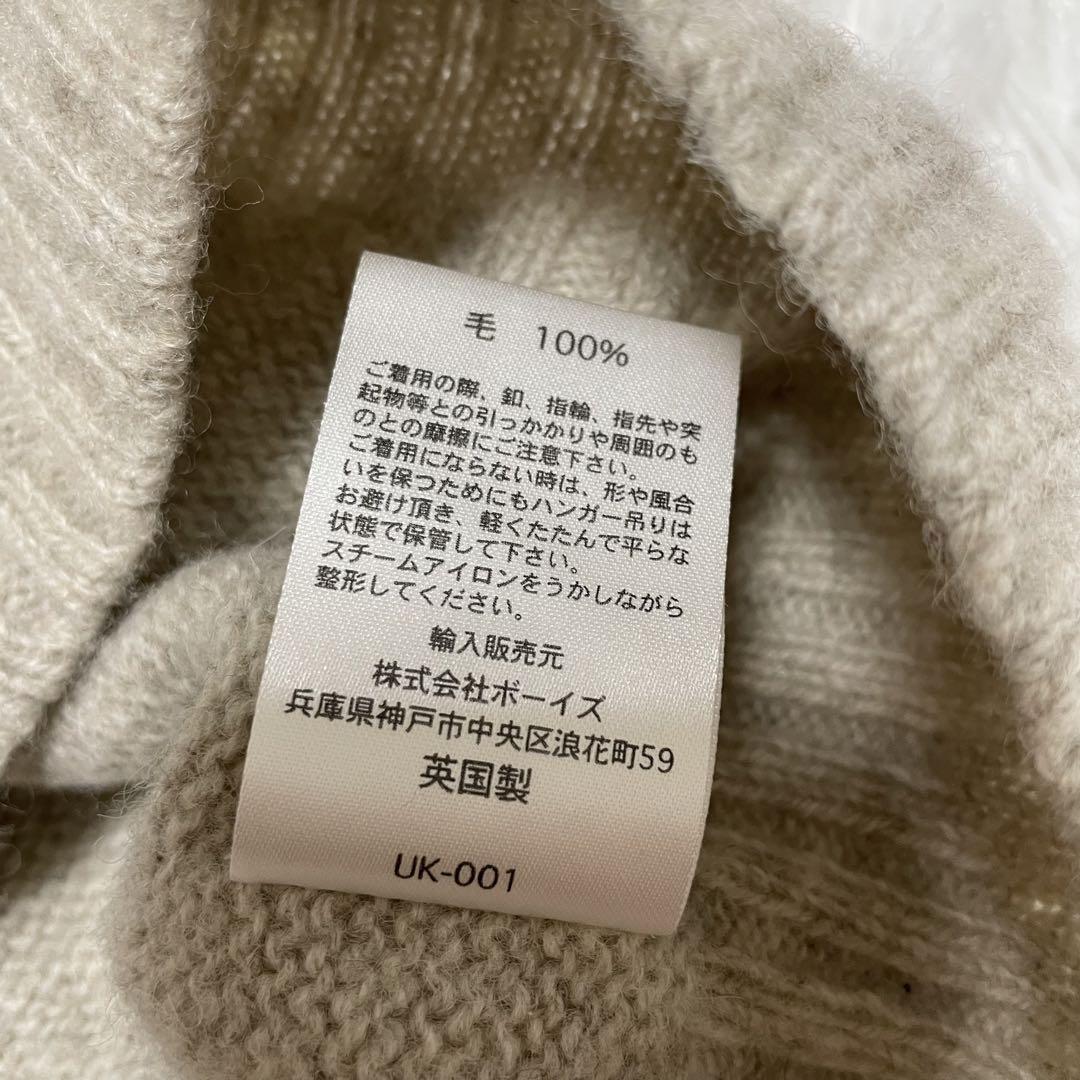 毛 100%
ご着用の際、釦、指輪、指先や突
起物等との引っかかりや周囲のも
のとの摩擦にご注意下さい。
ご着用にならない時は、形や風合
いを保つためにもハンガー吊りは
お避け頂き、軽くたたんで平らな
状態で保管して下さい。
スチームアイロンをうかしながら
整形してください。
輸入販売元
株式会社ボーイズ
兵庫県神戸市中央区浪花町59
英国製
UK-001